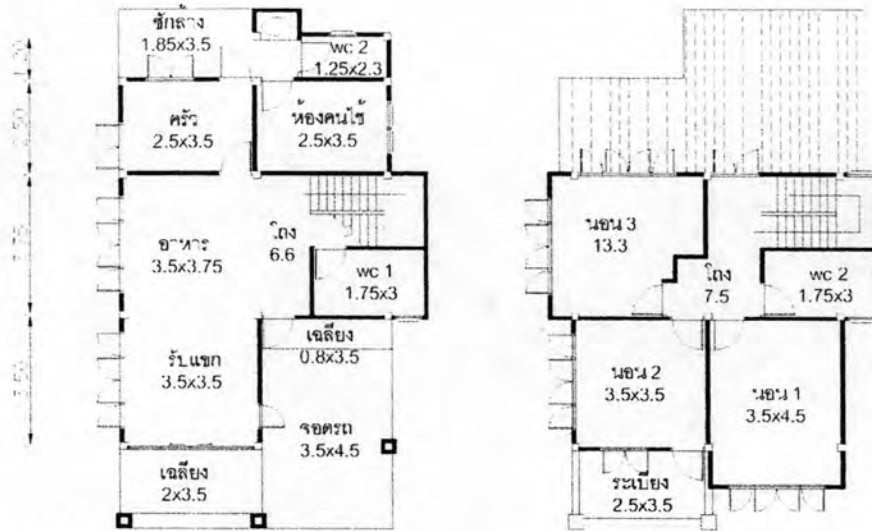 ซักล้าง
1.85x3.5
wc 2
1.25x2.3
ครัว
2.5x3.5
ห้องคนใช้
2.5x3.5
อาหาร
3.5x3.75
โถง
6.6
wc 1
1.75x3
เฉลียง
0.8x3.5
รับแขก
3.5x3.5
จอดรถ
3.5x4.5
เฉลียง
2x3.5
นอน 3
13.3
โถง
7.5
wc 2
1.75x3
นอน 2
3.5x3.5
นอน 1
3.5x4.5
ระเบียง
2.5x3.5